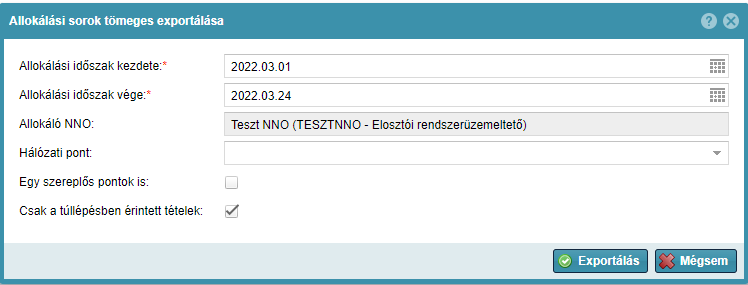 Allokálási sorok tömeges exportálása
Allokálási időszak kezdete:* 2022.03.01
Allokálási időszak vége:* 2022.03.24
Allokáló NNO: Teszt NNO (TESZTNNO - Elosztói rendszerüzemeltető)
Hálózati pont:
Egy szereplős pontok is:
Csak a túllépésben érintett tételek:
Exportálás Mégsem